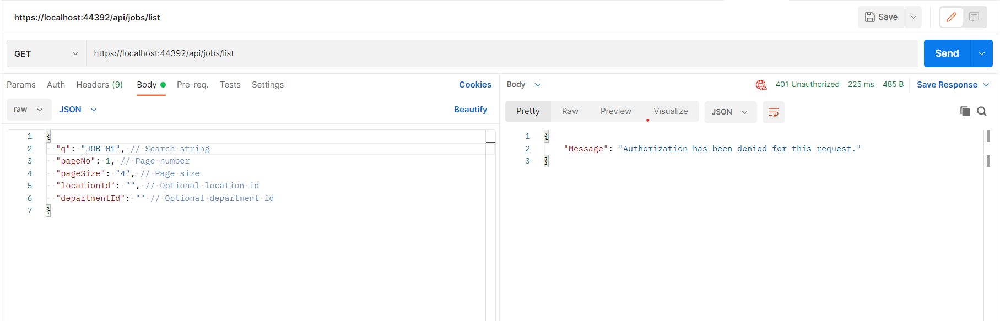 https://localhost:44392/api/jobs/list
Save
GET
https://localhost:44392/api/jobs/list
Send
Params Auth Headers (9) Body Pre-req. Tests Settings Cookies
raw JSON Beautify
1 {
2 "q": "JOB-01", // Search string
3 "pageNo": 1, // Page number
4 "pageSize": "4", // Page size
5 "locationId": "", // Optional location id
6 "departmentId": "" // Optional department id
7 }
Body 401 Unauthorized 225 ms 485 B Save Response
Pretty Raw Preview Visualize JSON
1 {
2 "Message": "Authorization has been denied for this request."
3 }